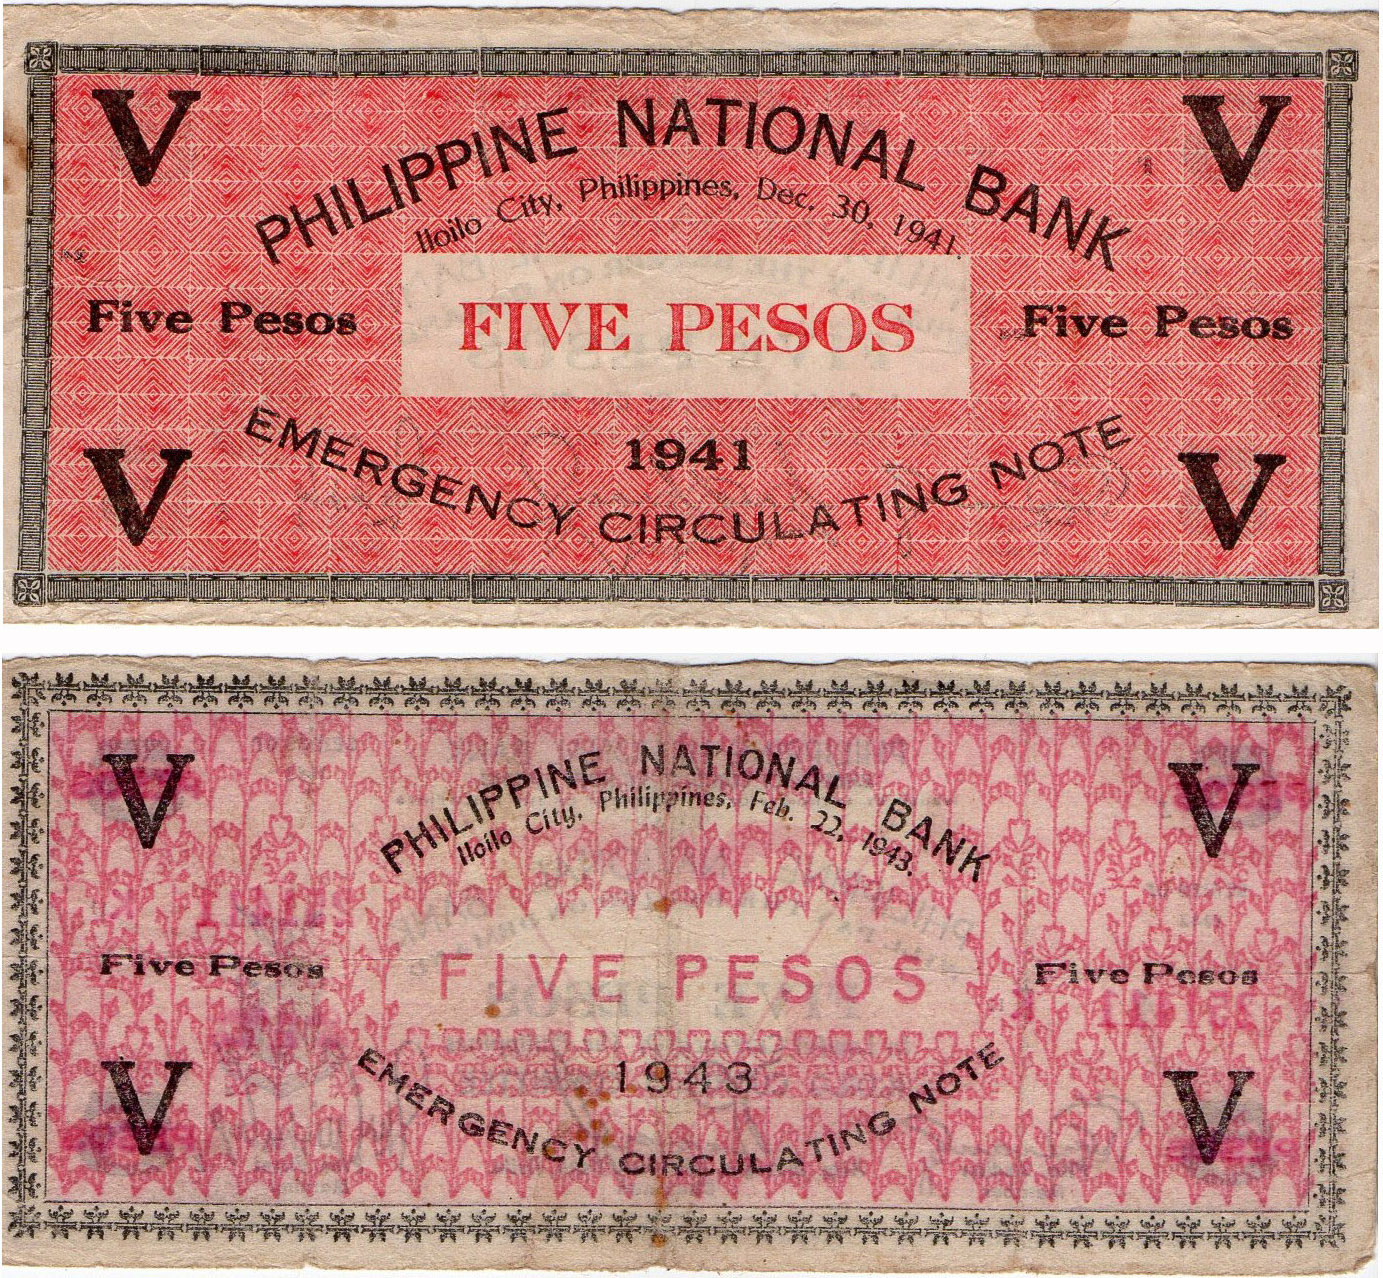 V V
PHILIPPINE NATIONAL BANK
Iloilo City, Philippines, Dec. 30, 1941.
Five Pesos FIVE PESOS Five Pesos
1941
EMERGENCY CIRCULATING NOTE
V V
V V
PHILIPPINE NATIONAL BANK
Iloilo City, Philippines, Feb. 22, 1943.
Five Pesos FIVE PESOS Five Pesos
1943
EMERGENCY CIRCULATING NOTE
V V